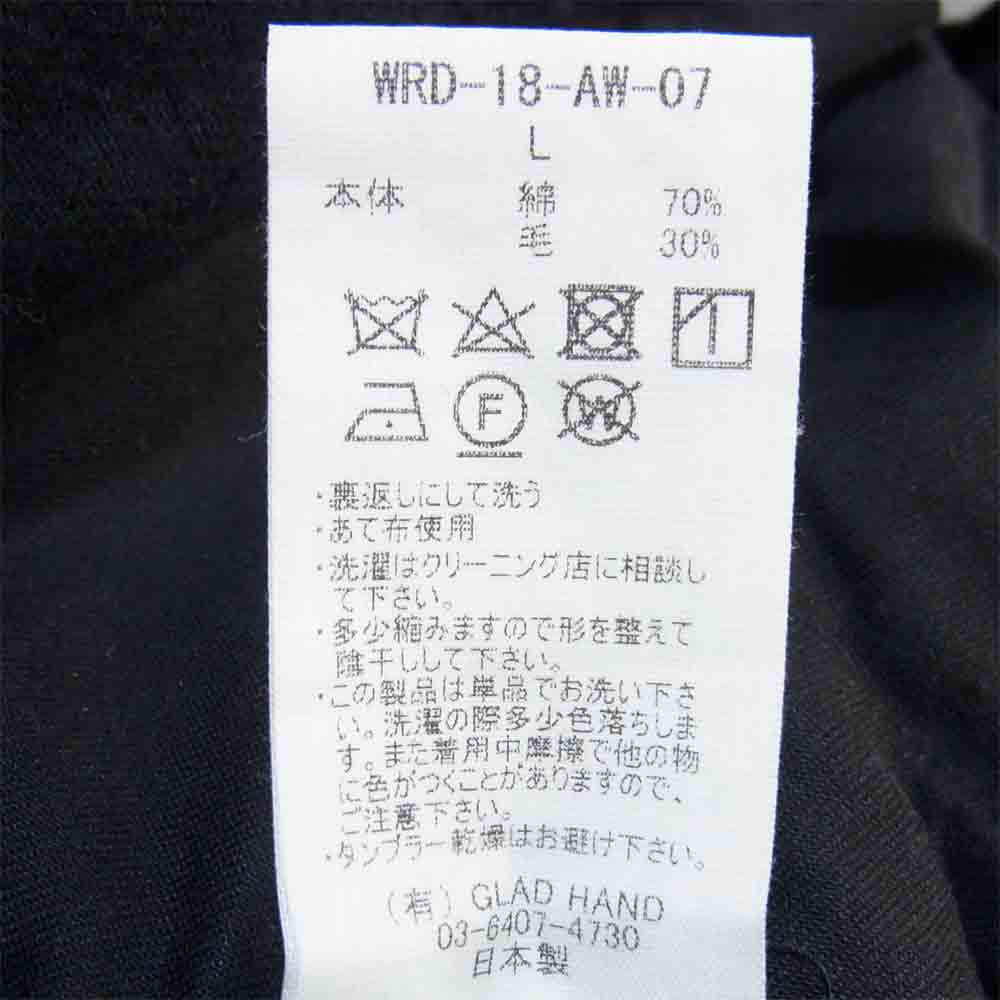 WRD-18-AW-07
L
本体 綿 70%
毛 30%
F
W
・裏返しにして洗う
・あて布使用
・洗濯はクリーニング店に相談し
て下さい。
・多少縮みますので形を整えて
陰干しして下さい。
・この製品は単品でお洗い下さ
い。洗濯の際多少色落ちしま
す。また着用中摩擦で他の物
に色がつくことがありますので、
ご注意下さい。
・タンブラー乾燥はお避け下さい。
(有) GLAD HAND
03-6407-4730
日本製